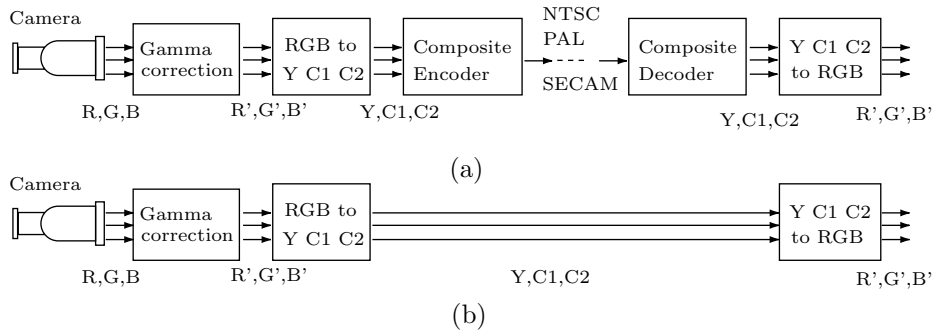 Camera
Gamma
correction
RGB to
Y C1 C2
Composite
Encoder
NTSC
PAL
SECAM
Composite
Decoder
Y C1 C2
to RGB
R,G,B
R',G',B'
Y,C1,C2
Y,C1,C2
R',G',B'
(a)
Camera
Gamma
correction
RGB to
Y C1 C2
Y C1 C2
to RGB
R,G,B
R',G',B'
Y,C1,C2
R',G',B'
(b)